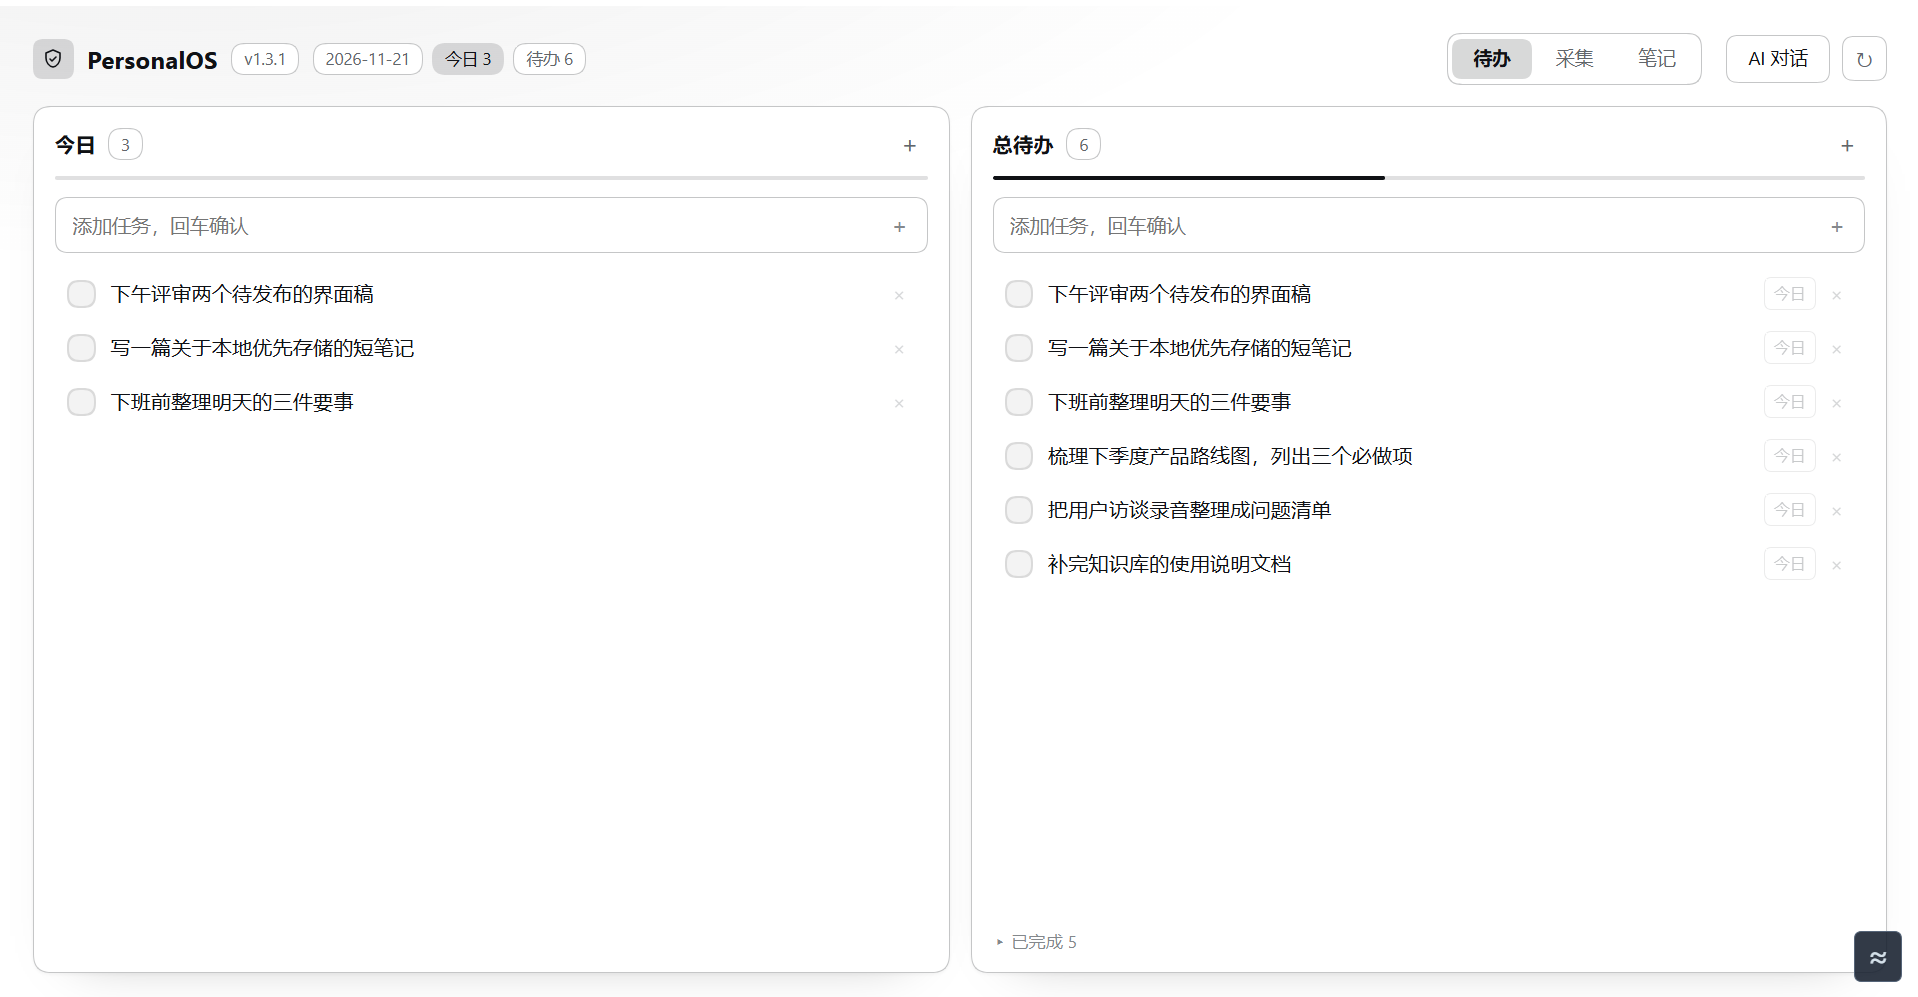 PersonalOS v1.3.1 2026-11-21 今日 3 待办 6 待办 采集 笔记 AI 对话 ↻
今日 3 +
添加任务，回车确认 +
下午评审两个待发布的界面稿 ×
写一篇关于本地优先存储的短笔记 ×
下班前整理明天的三件要事 ×
总待办 6 +
添加任务，回车确认 +
下午评审两个待发布的界面稿 今日 ×
写一篇关于本地优先存储的短笔记 今日 ×
下班前整理明天的三件要事 今日 ×
梳理下季度产品路线图，列出三个必做项 今日 ×
把用户访谈录音整理成问题清单 今日 ×
补完知识库的使用说明文档 今日 ×
▸ 已完成 5
≈